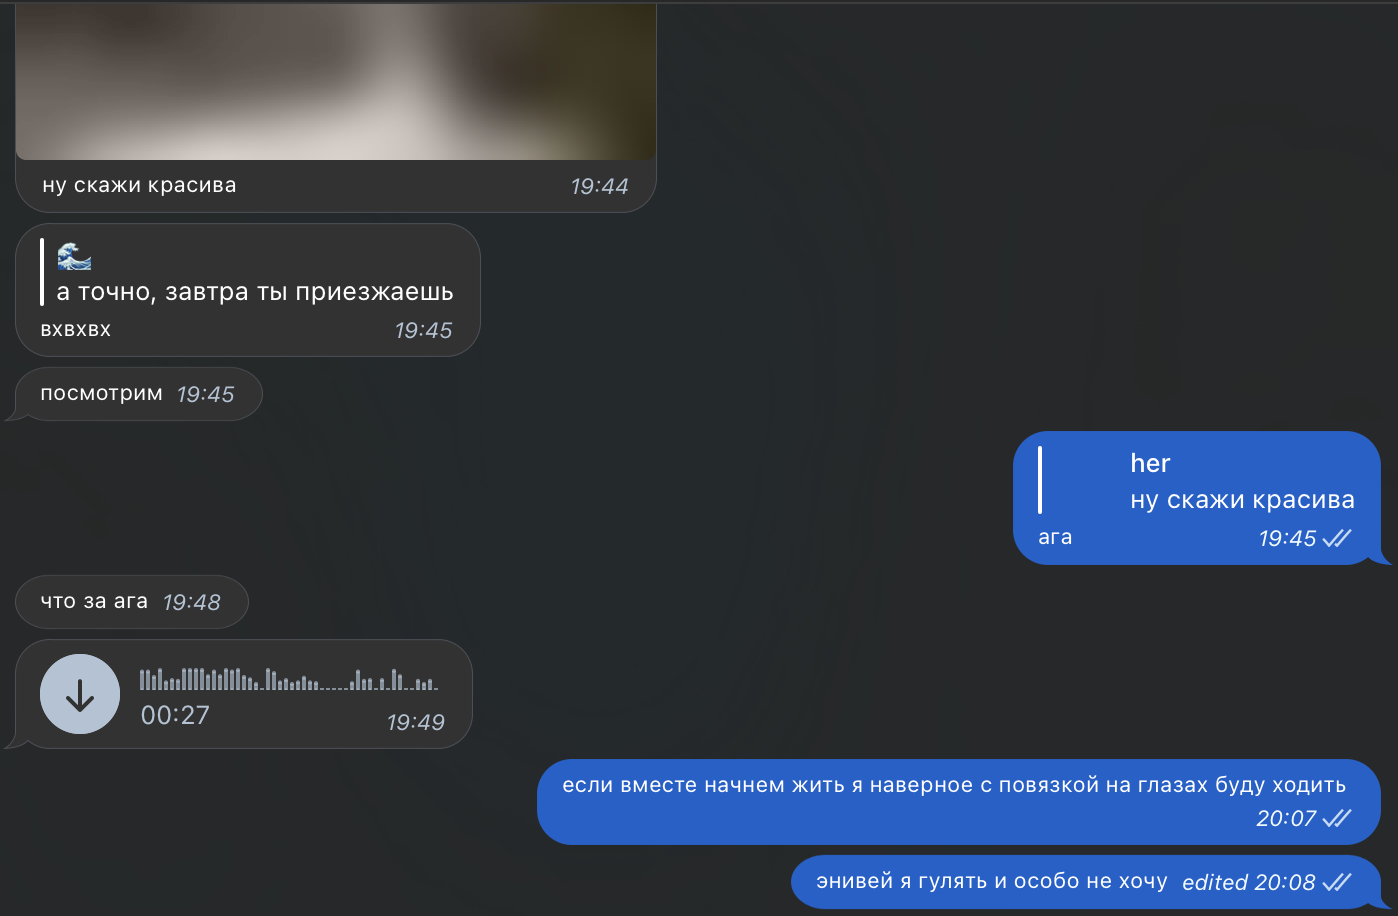 ну скажи красива 19:44
🌊
а точно, завтра ты приезжаешь
вхвхвх 19:45
посмотрим 19:45
her
ну скажи красива
ага 19:45
что за ага 19:48
00:27 19:49
если вместе начнем жить я наверное с повязкой на глазах буду ходить
20:07
энивей я гулять и особо не хочу edited 20:08